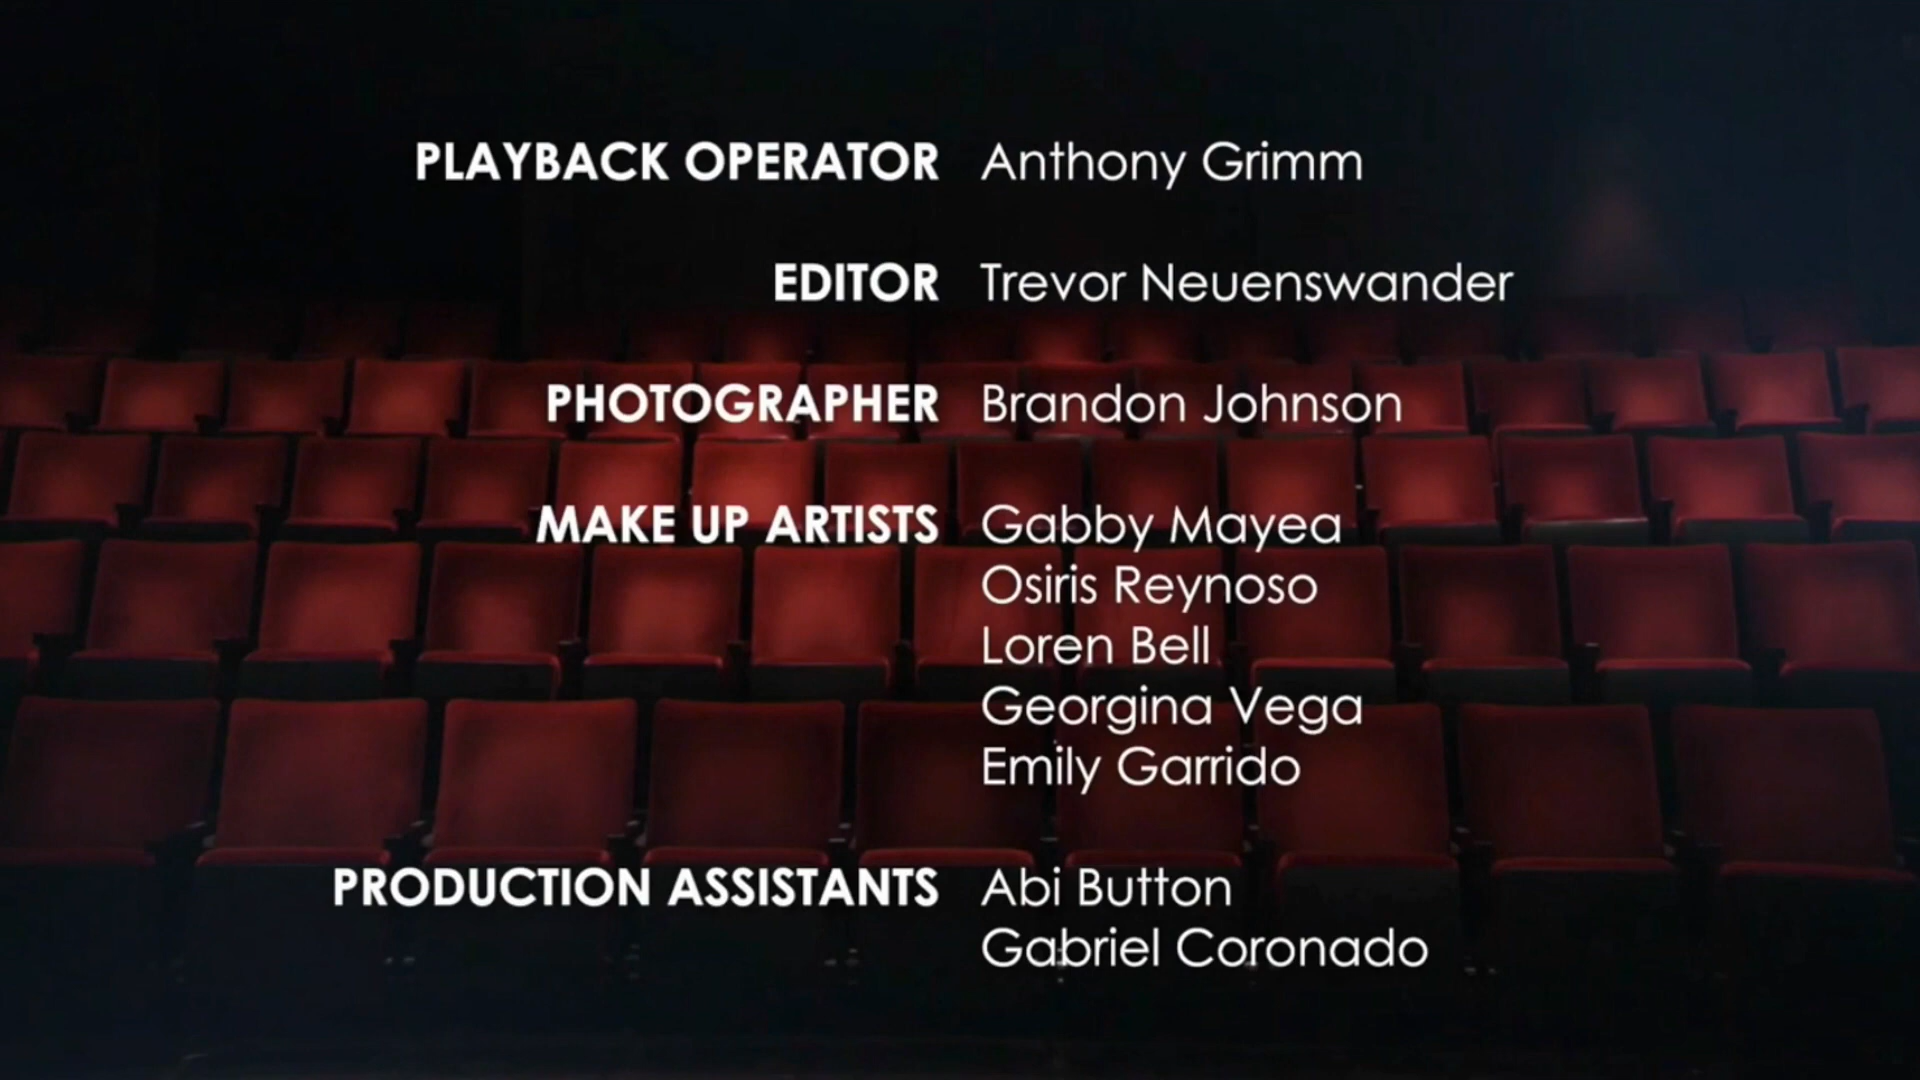 PLAYBACK OPERATOR Anthony Grimm
EDITOR Trevor Neuenswander
PHOTOGRAPHER Brandon Johnson
MAKE UP ARTISTS Gabby Mayea
Osiris Reynoso
Loren Bell
Georgina Vega
Emily Garrido
PRODUCTION ASSISTANTS Abi Button
Gabriel Coronado